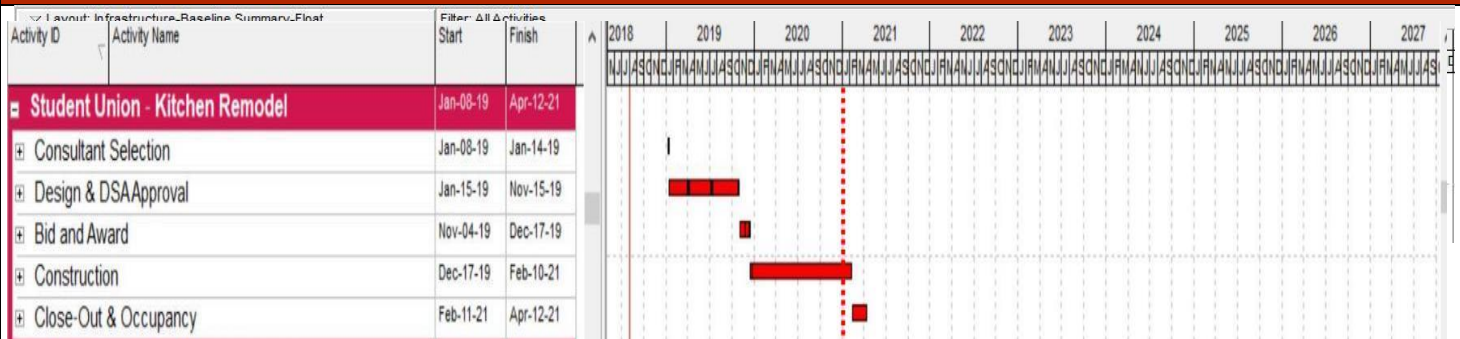 Layout: Infrastructure-Baseline Summary-Float Filter: All Activities
Activity ID Activity Name Start Finish 2018 2019 2020 2021 2022 2023 2024 2025 2026 2027
Student Union - Kitchen Remodel Jan-08-19 Apr-12-21
Consultant Selection Jan-08-19 Jan-14-19
Design & DSA Approval Jan-15-19 Nov-15-19
Bid and Award Nov-04-19 Dec-17-19
Construction Dec-17-19 Feb-10-21
Close-Out & Occupancy Feb-11-21 Apr-12-21